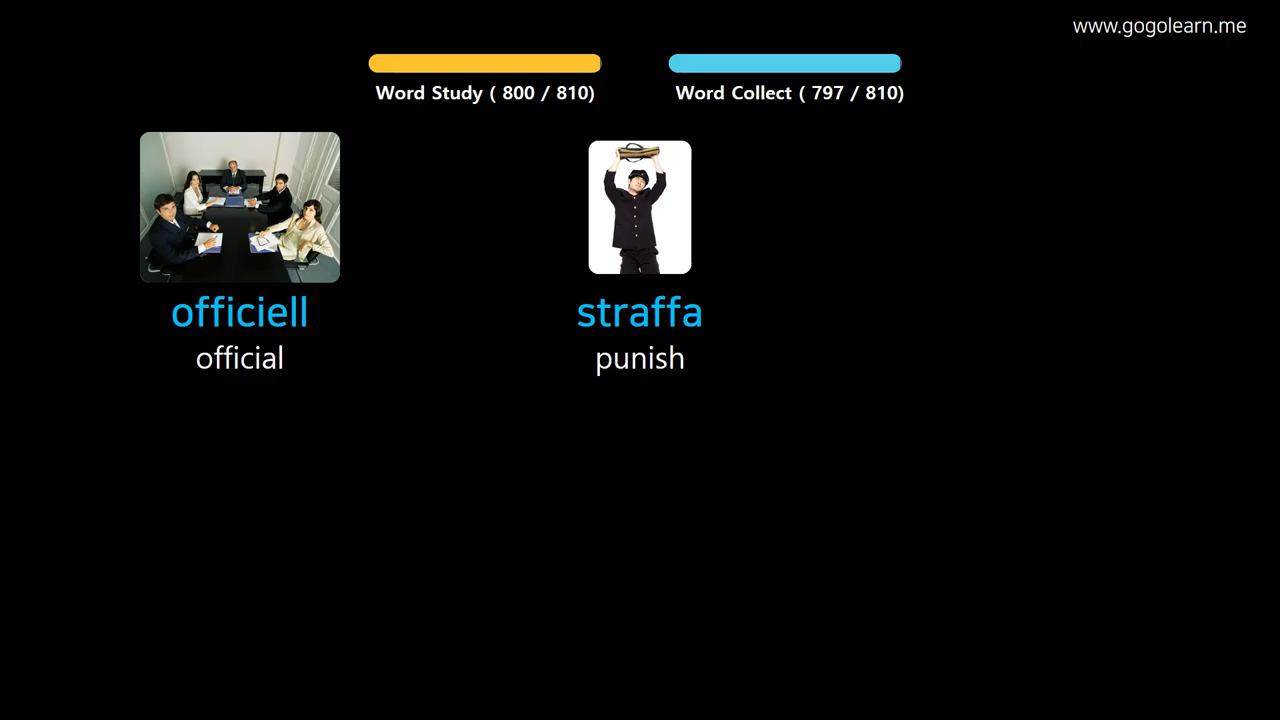 www.gogolearn.me
Word Study ( 800 / 810)
Word Collect ( 797 / 810)
officiell
official
straffa
punish